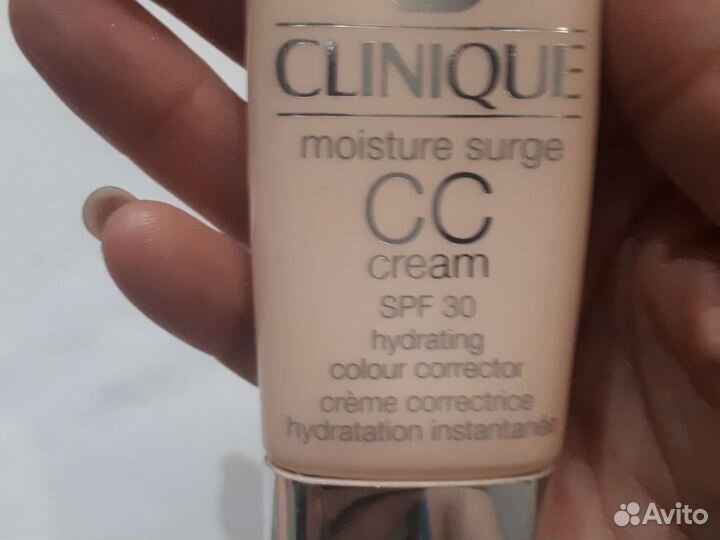 CLINIQUE
moisture surge
CC
cream
SPF 30
hydrating
colour corrector
crème correctrice
hydratation instantanée
Avito